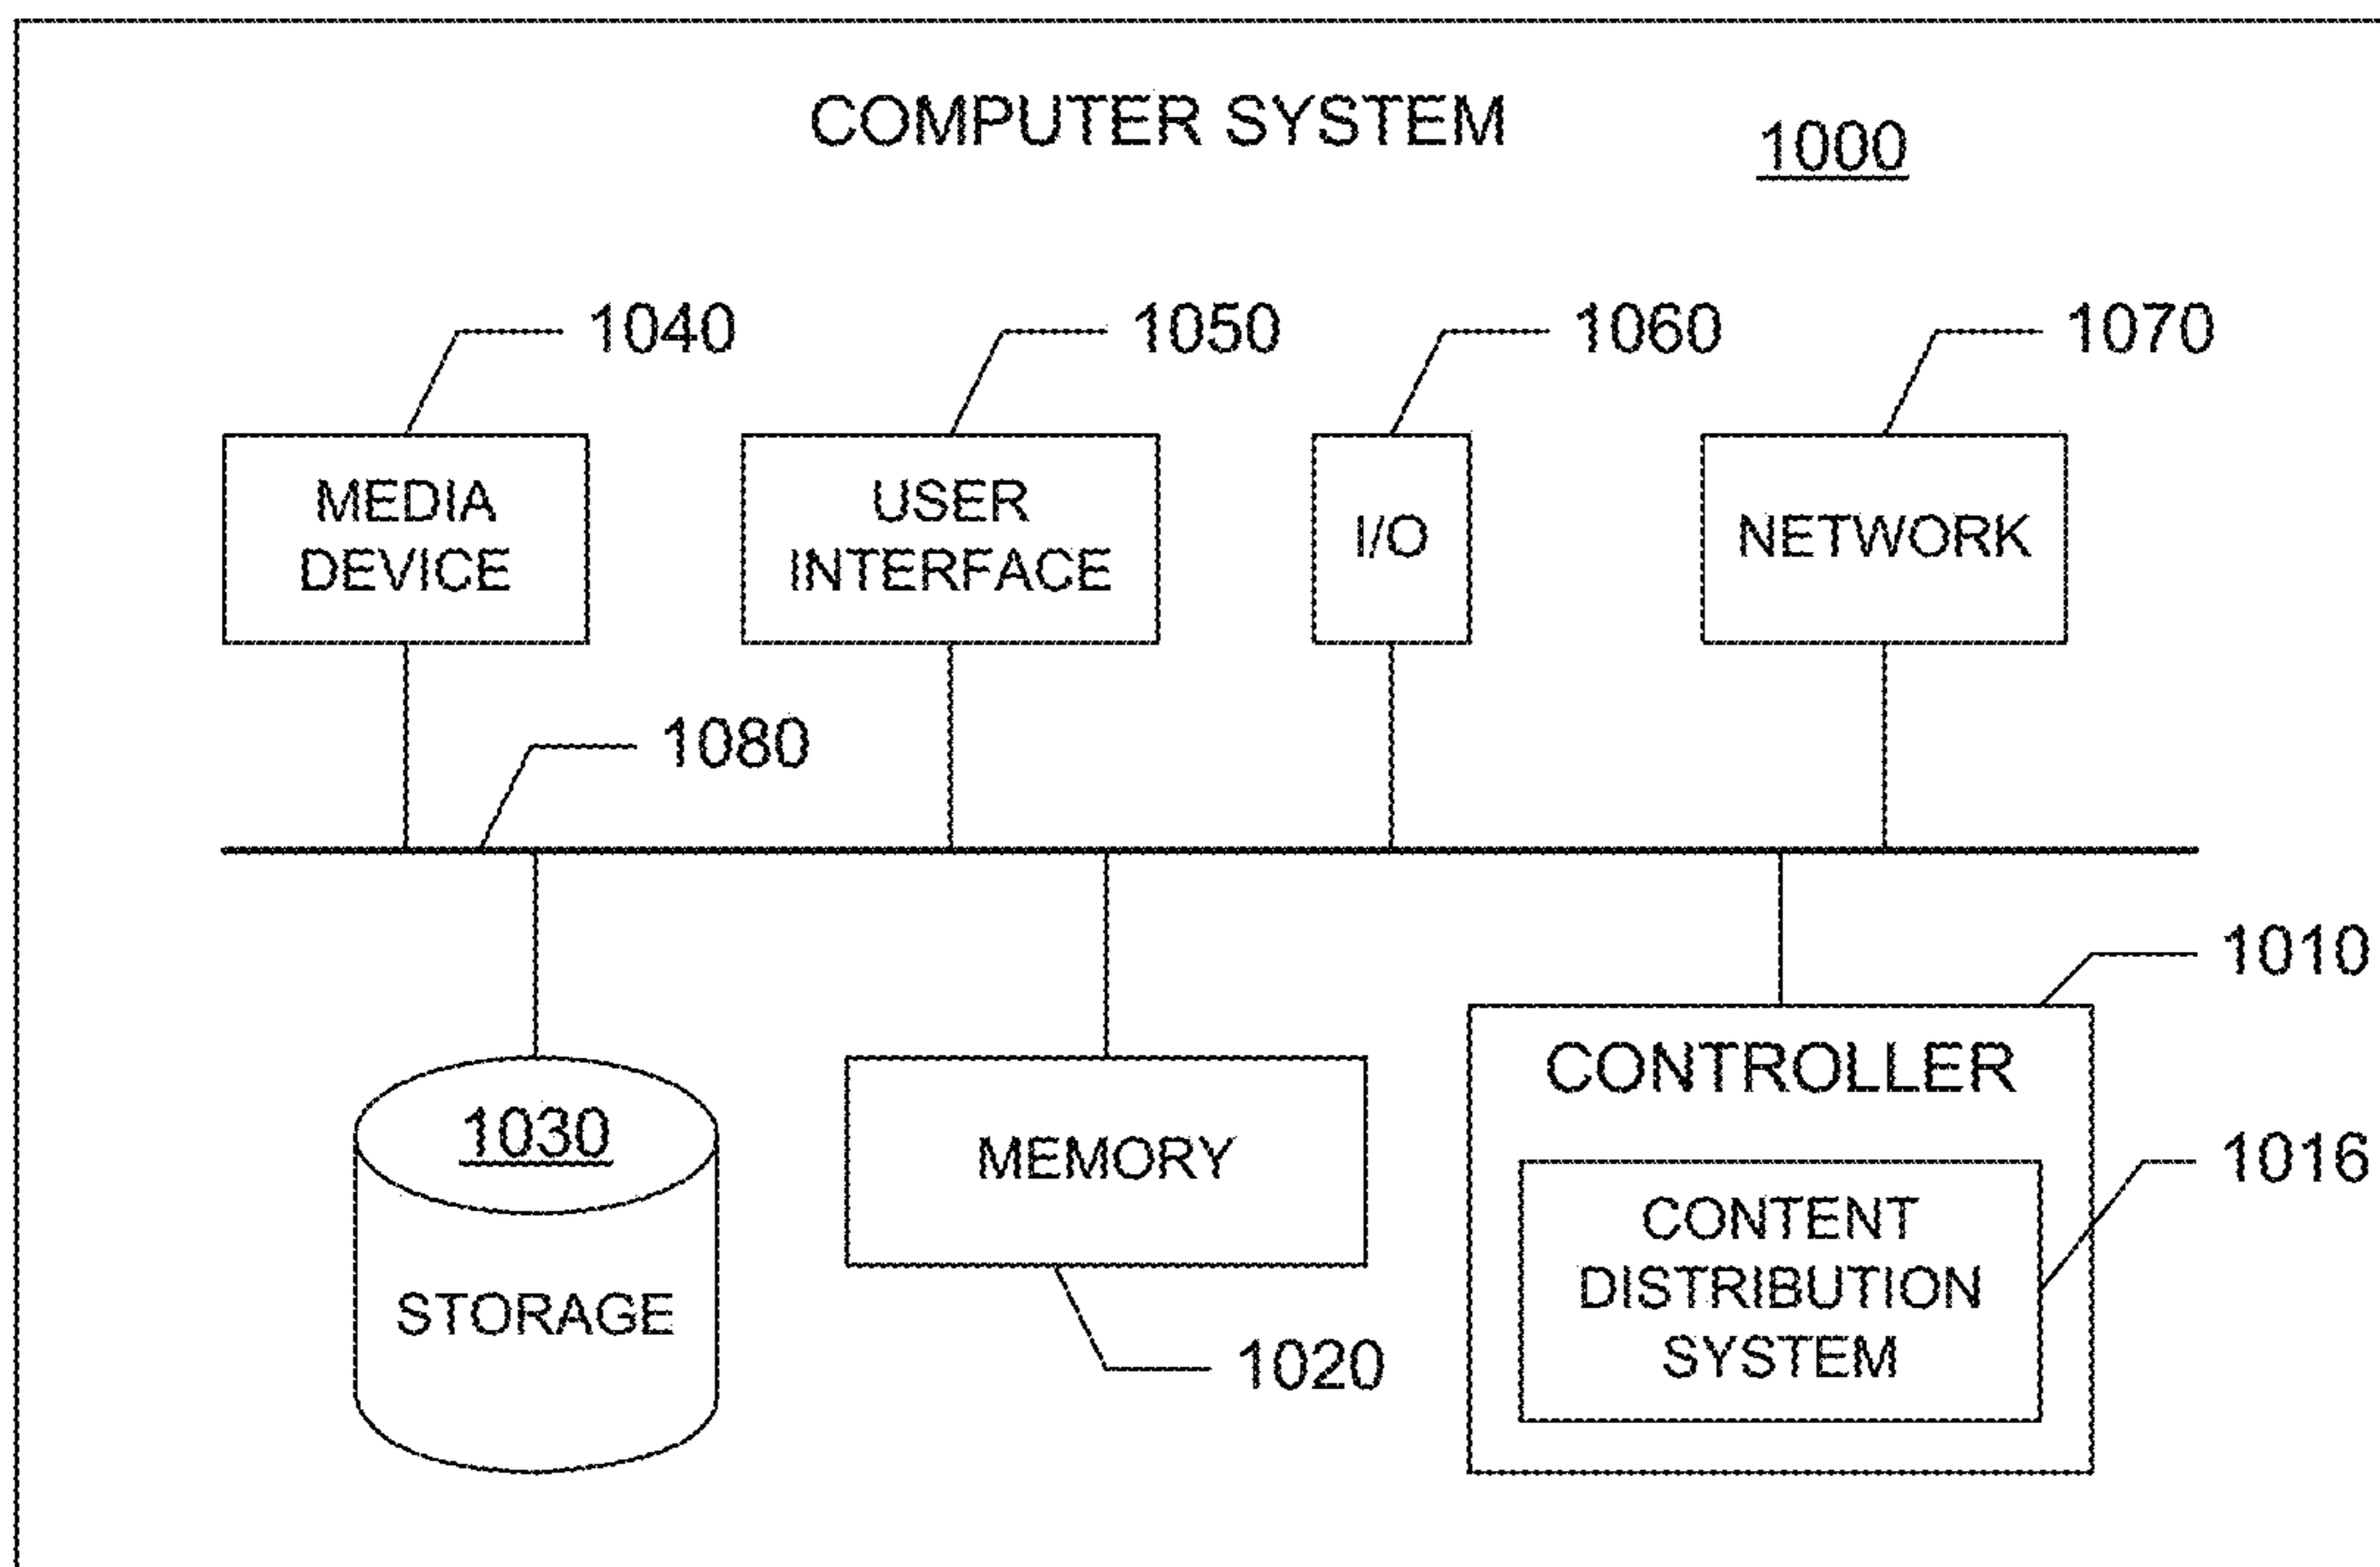 COMPUTER SYSTEM
1000
1040
1050
1060
1070
MEDIA
DEVICE
USER
INTERFACE
I/O
NETWORK
1080
1010
CONTROLLER
1030
STORAGE
MEMORY
1020
1016
CONTENT
DISTRIBUTION
SYSTEM